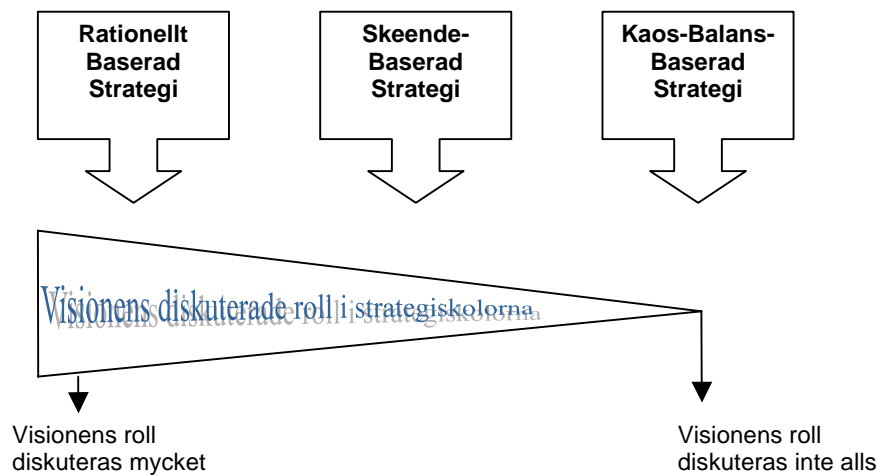 Rationellt
Baserad
Strategi
Skeende-
Baserad
Strategi
Kaos-Balans-
Baserad
Strategi
Visionens diskuterade roll i strategiskolorna
Visionens roll
diskuteras mycket
Visionens roll
diskuteras inte alls